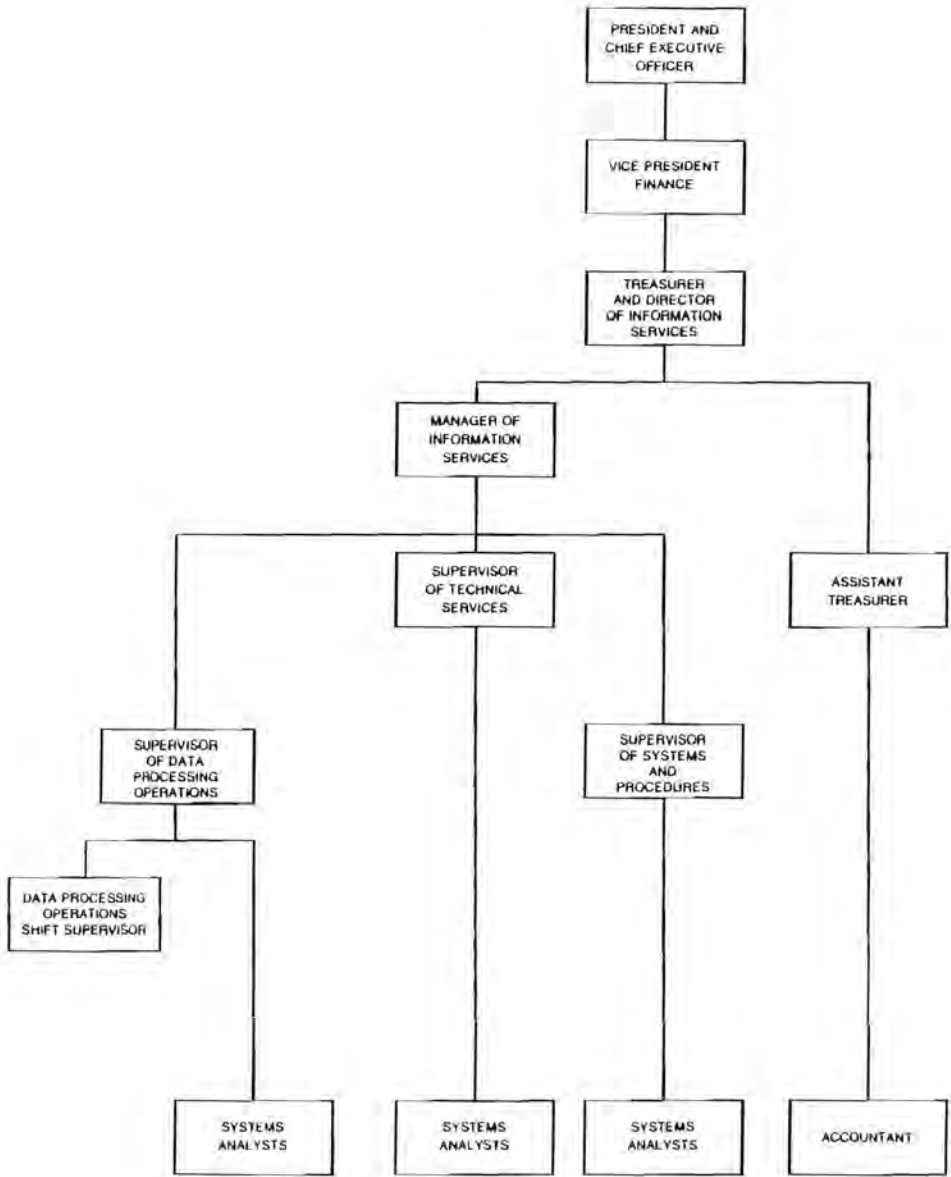 PRESIDENT AND
CHIEF EXECUTIVE
OFFICER
VICE PRESIDENT
FINANCE
TREASURER
AND DIRECTOR
OF INFORMATION
SERVICES
MANAGER OF
INFORMATION
SERVICES
SUPERVISOR
OF TECHNICAL
SERVICES
ASSISTANT
TREASURER
SUPERVISOR
OF DATA
PROCESSING
OPERATIONS
SUPERVISOR
OF SYSTEMS
AND
PROCEDURES
DATA PROCESSING
OPERATIONS
SHIFT SUPERVISOR
SYSTEMS
ANALYSTS
SYSTEMS
ANALYSTS
SYSTEMS
ANALYSTS
ACCOUNTANT